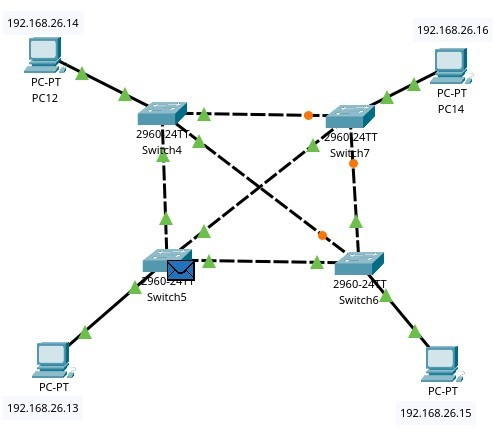 192.168.26.14
192.168.26.16
PC-PT
PC12
PC-PT
PC14
2960-24TT
Switch4
2960-24TT
Switch7
2960-24TT
Switch5
2960-24TT
Switch6
PC-PT
192.168.26.13
PC-PT
192.168.26.15